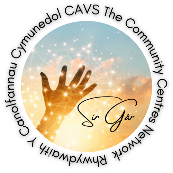 CAVS The Community Centres Network Rhwydwaith Y Canolfannau Cymunedol
Sir Gâr